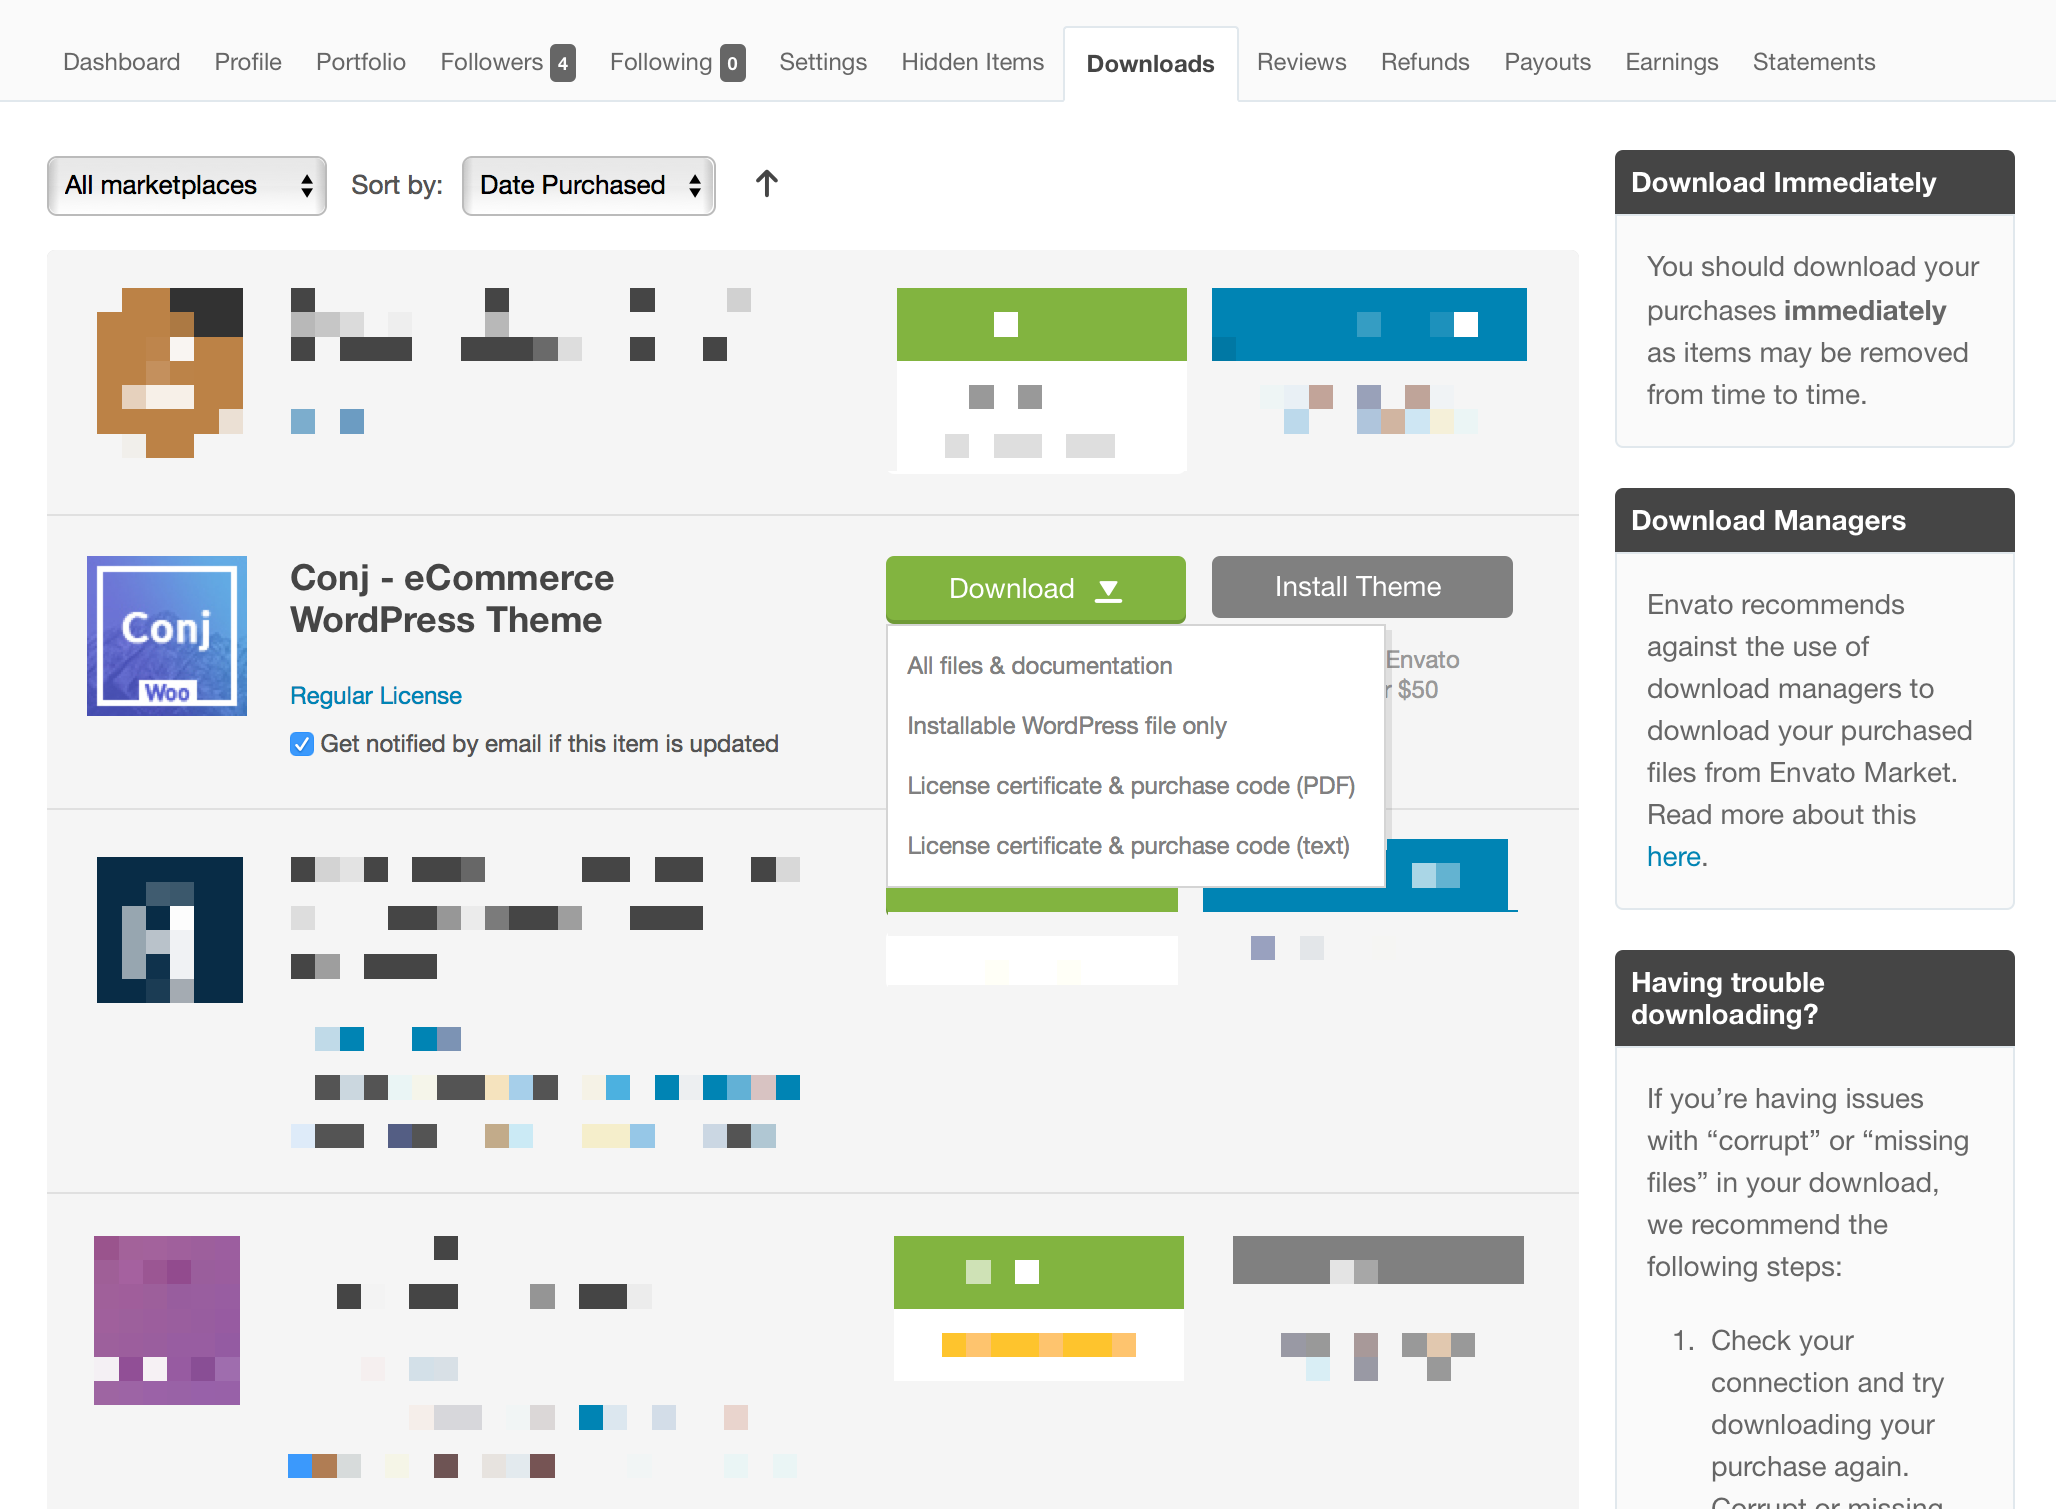 Dashboard Profile Portfolio Followers 4 Following 0 Settings Hidden Items Downloads Reviews Refunds Payouts Earnings Statements
All marketplaces Sort by: Date Purchased
Conj
Woo
Conj - eCommerce
WordPress Theme
Regular License
Get notified by email if this item is updated
Download
Install Theme
All files & documentation
Installable WordPress file only
License certificate & purchase code (PDF)
License certificate & purchase code (text)
Envato
r $50
Download Immediately
You should download your
purchases immediately
as items may be removed
from time to time.
Download Managers
Envato recommends
against the use of
download managers to
download your purchased
files from Envato Market.
Read more about this
here.
Having trouble
downloading?
If you’re having issues
with “corrupt” or “missing
files” in your download,
we recommend the
following steps:
1. Check your
connection and try
downloading your
purchase again.
Corrupt or missing